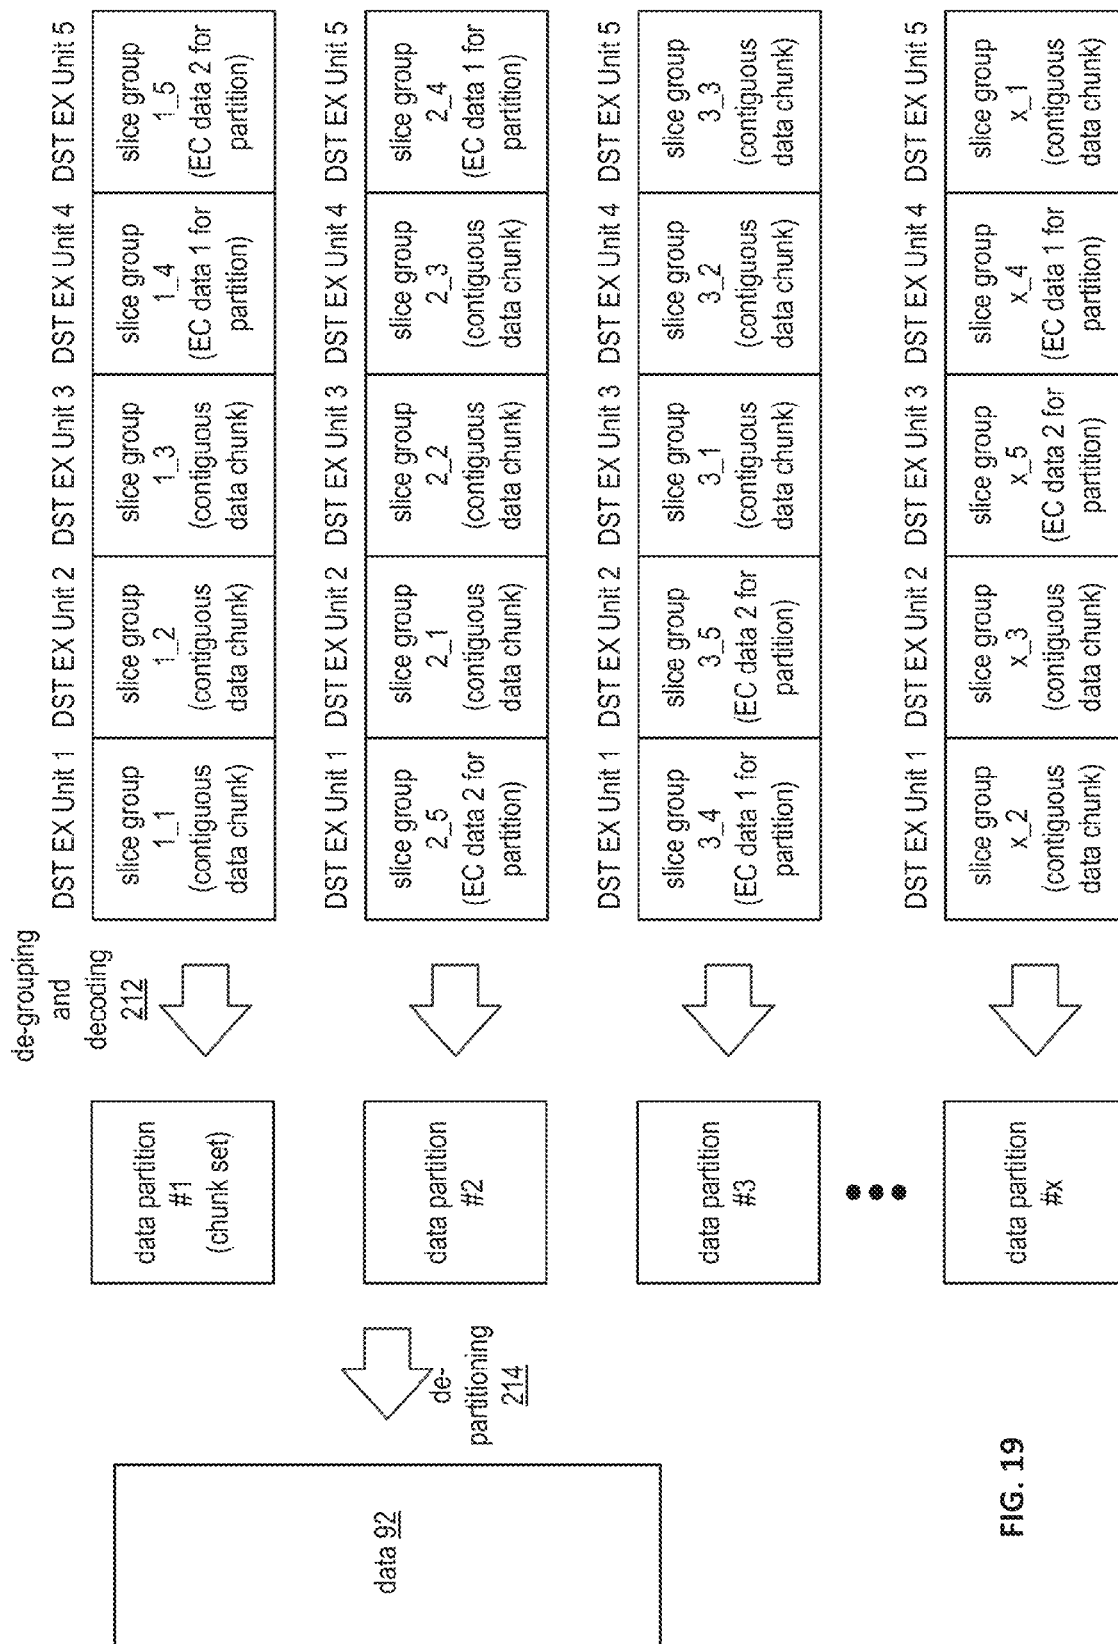 data 92
de-
partitioning
214
data partition
#1
(chunk set)
data partition
#2
data partition
#3
data partition
#x
de-grouping
and
decoding
212
DST EX Unit 1
DST EX Unit 2
DST EX Unit 3
DST EX Unit 4
DST EX Unit 5
slice group
1_1
(contiguous
data chunk)
slice group
1_2
(contiguous
data chunk)
slice group
1_3
(contiguous
data chunk)
slice group
1_4
(EC data 1 for
partition)
slice group
1_5
(EC data 2 for
partition)
DST EX Unit 1
DST EX Unit 2
DST EX Unit 3
DST EX Unit 4
DST EX Unit 5
slice group
2_5
(EC data 2 for
partition)
slice group
2_1
(contiguous
data chunk)
slice group
2_2
(contiguous
data chunk)
slice group
2_3
(contiguous
data chunk)
slice group
2_4
(EC data 1 for
partition)
DST EX Unit 1
DST EX Unit 2
DST EX Unit 3
DST EX Unit 4
DST EX Unit 5
slice group
3_4
(EC data 1 for
partition)
slice group
3_5
(EC data 2 for
partition)
slice group
3_1
(contiguous
data chunk)
slice group
3_2
(contiguous
data chunk)
slice group
3_3
(contiguous
data chunk)
DST EX Unit 1
DST EX Unit 2
DST EX Unit 3
DST EX Unit 4
DST EX Unit 5
slice group
x_2
(contiguous
data chunk)
slice group
x_3
(contiguous
data chunk)
slice group
x_5
(EC data 2 for
partition)
slice group
x_4
(EC data 1 for
partition)
slice group
x_1
(contiguous
data chunk)
FIG. 19